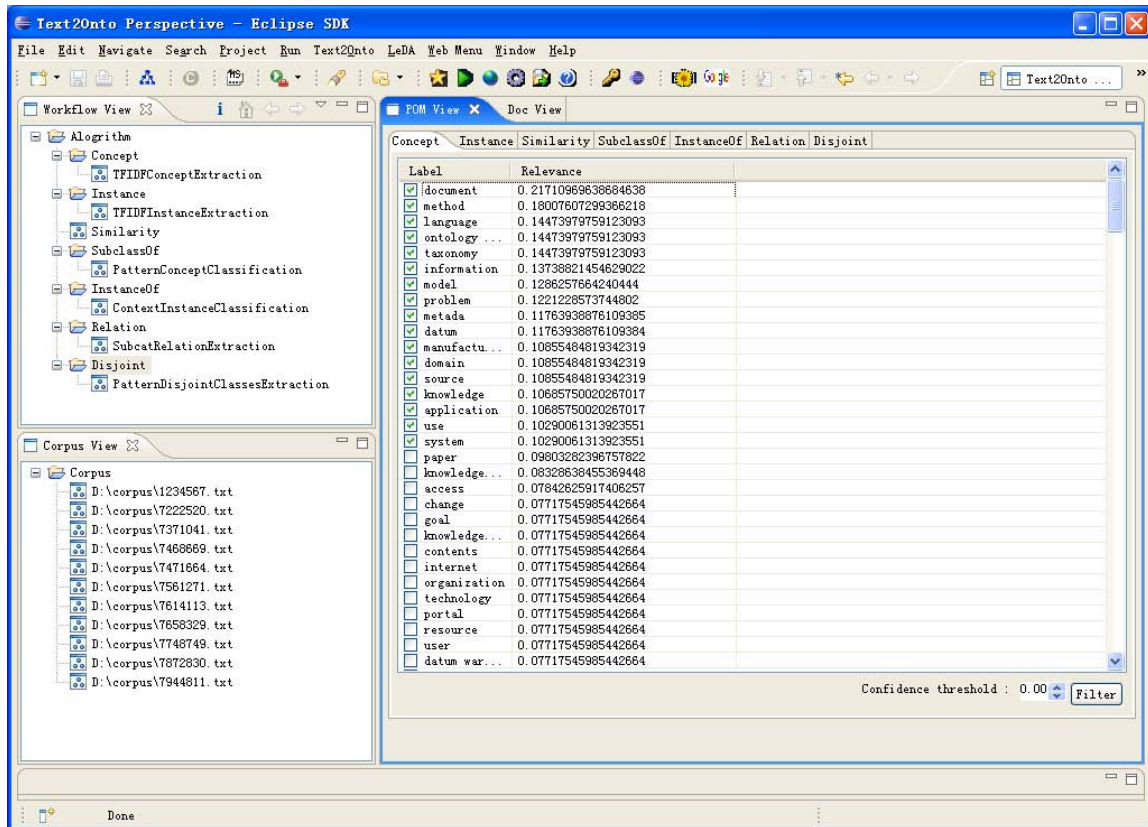 Text2Onto Perspective - Eclipse SDK
File Edit Navigate Search Project Run Text2Onto LeDA Web Menu Window Help
Text2Onto ...
Workflow View
Alogrithm
Concept
TFIDFConceptExtraction
Instance
TFIDFInstanceExtraction
Similarity
SubclassOf
PatternConceptClassification
InstanceOf
ContextInstanceClassification
Relation
SubcatRelationExtraction
Disjoint
PatternDisjointClassesExtraction
Corpus View
Corpus
D:\corpus\1234567.txt
D:\corpus\7222520.txt
D:\corpus\7371041.txt
D:\corpus\7468669.txt
D:\corpus\7471664.txt
D:\corpus\7561271.txt
D:\corpus\7614113.txt
D:\corpus\7658329.txt
D:\corpus\7748749.txt
D:\corpus\7872830.txt
D:\corpus\7944811.txt
POM View Doc View
Concept Instance Similarity SubclassOf InstanceOf Relation Disjoint
Label Relevance
document 0.21710969638684638
method 0.18007607299366218
language 0.14473979759123093
ontology ... 0.14473979759123093
taxonomy 0.14473979759123093
information 0.13738821454629022
model 0.1286257664240444
problem 0.1221228573744802
metada 0.11763938876109385
datum 0.11763938876109384
manufactu... 0.10855484819342319
domain 0.10855484819342319
source 0.10855484819342319
knowledge 0.10685750020267017
application 0.10685750020267017
use 0.10290061313923551
system 0.10290061313923551
paper 0.09803282396757822
knowledge... 0.08328638455369448
access 0.07842625917406257
change 0.07717545985442664
goal 0.07717545985442664
knowledge... 0.07717545985442664
contents 0.07717545985442664
internet 0.07717545985442664
organization 0.07717545985442664
technology 0.07717545985442664
portal 0.07717545985442664
resource 0.07717545985442664
user 0.07717545985442664
datum war... 0.07717545985442664
Confidence threshold : 0.00 Filter
Done